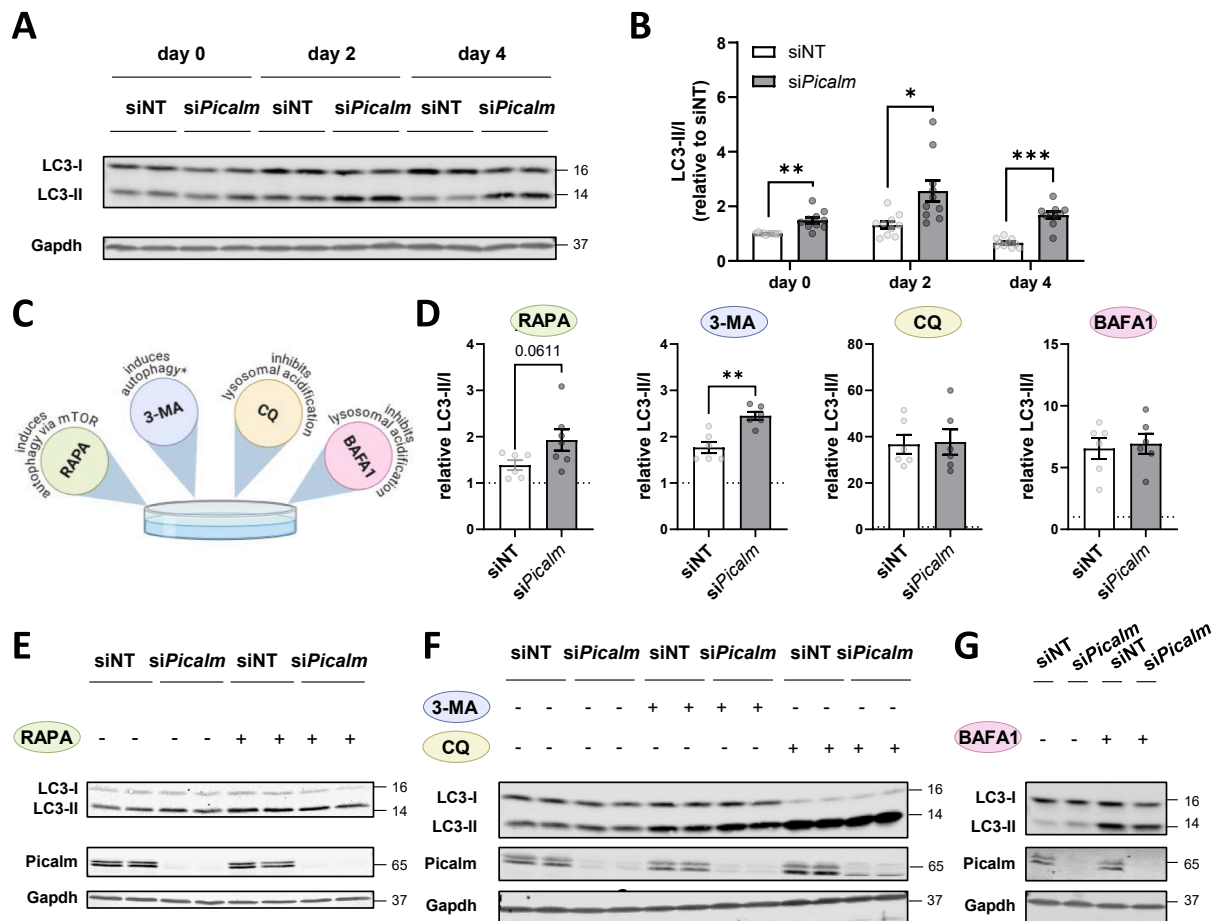 A
day 0 day 2 day 4
siNT siPicalm siNT siPicalm siNT siPicalm
LC3-I
16
LC3-II
14
Gapdh
37
B
siNT
siPicalm
LC3-II/I
(relative to siNT)
8
6
4
2
0
** * ***
day 0 day 2 day 4
C
induces
autophagy via mTOR
RAPA
induces
autophagy*
3-MA
inhibits
lysosomal acidification
CQ
inhibits
lysosomal acidification
BAFA1
D
RAPA
relative LC3-II/I
4
3
2
1
0
0.0611
siNT siPicalm
3-MA
relative LC3-II/I
4
3
2
1
0
**
siNT siPicalm
CQ
relative LC3-II/I
80
60
40
20
0
siNT siPicalm
BAFA1
relative LC3-II/I
15
10
5
0
siNT siPicalm
E
siNT siPicalm siNT siPicalm
RAPA - - - - + + + +
LC3-I
16
LC3-II
14
Picalm
65
Gapdh
37
F
siNT siPicalm siNT siPicalm siNT siPicalm
3-MA - - - - + + + + - - - -
CQ - - - - - - - - + + + +
16
LC3-I
14
LC3-II
Picalm
65
Gapdh
37
G
siNT siPicalm siNT siPicalm
BAFA1 - - + +
LC3-I
16
LC3-II
14
Picalm
65
Gapdh
37